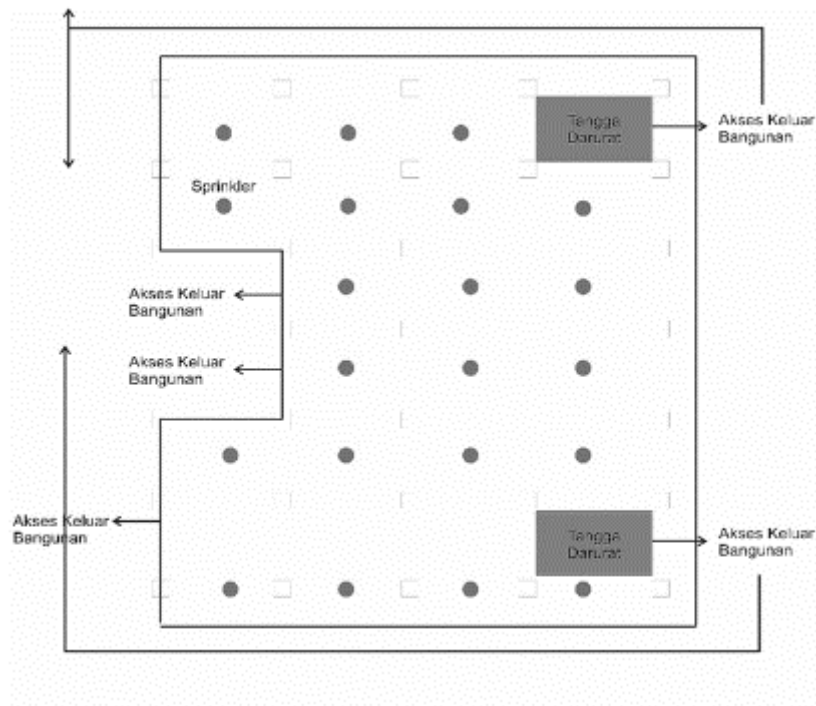 Tangga
Darurat
Akses Keluar
Bangunan
Sprinkler
Akses Keluar
Bangunan
Akses Keluar
Bangunan
Akses Keluar
Bangunan
Tangga
Darurat
Akses Keluar
Bangunan